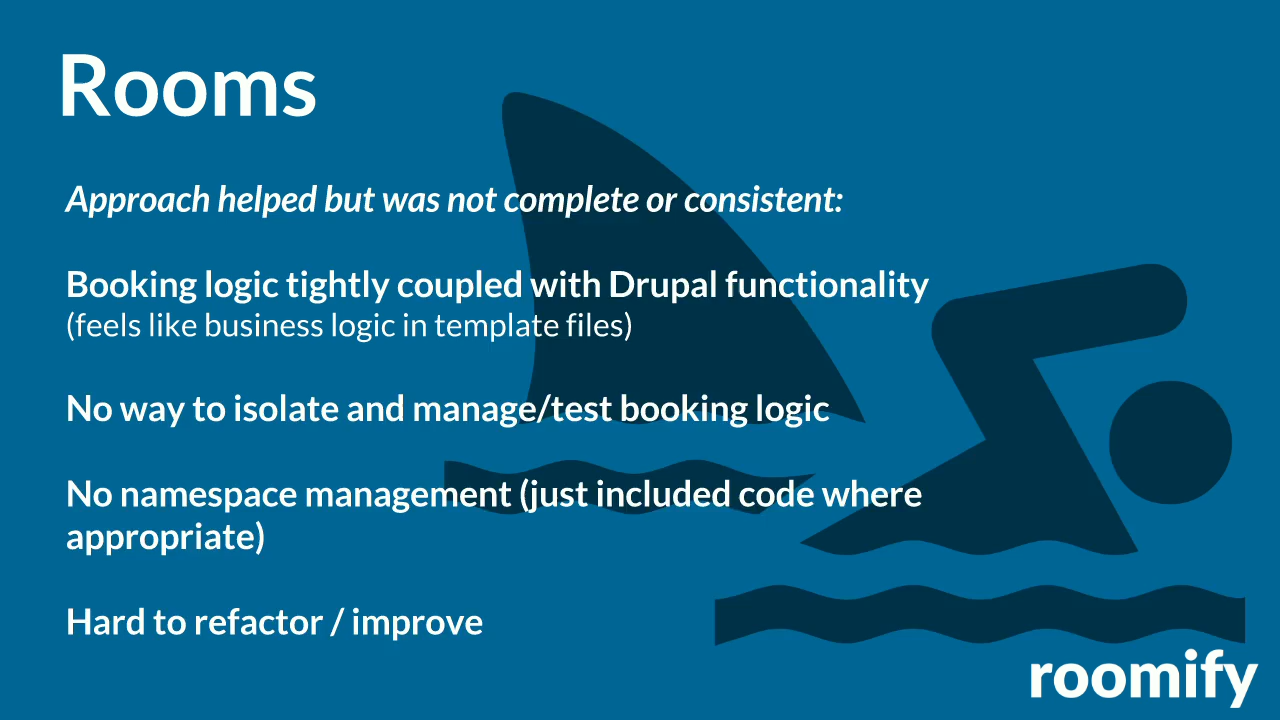 Rooms
Approach helped but was not complete or consistent:
Booking logic tightly coupled with Drupal functionality
(feels like business logic in template files)
No way to isolate and manage/test booking logic
No namespace management (just included code where
appropriate)
Hard to refactor / improve
roomify